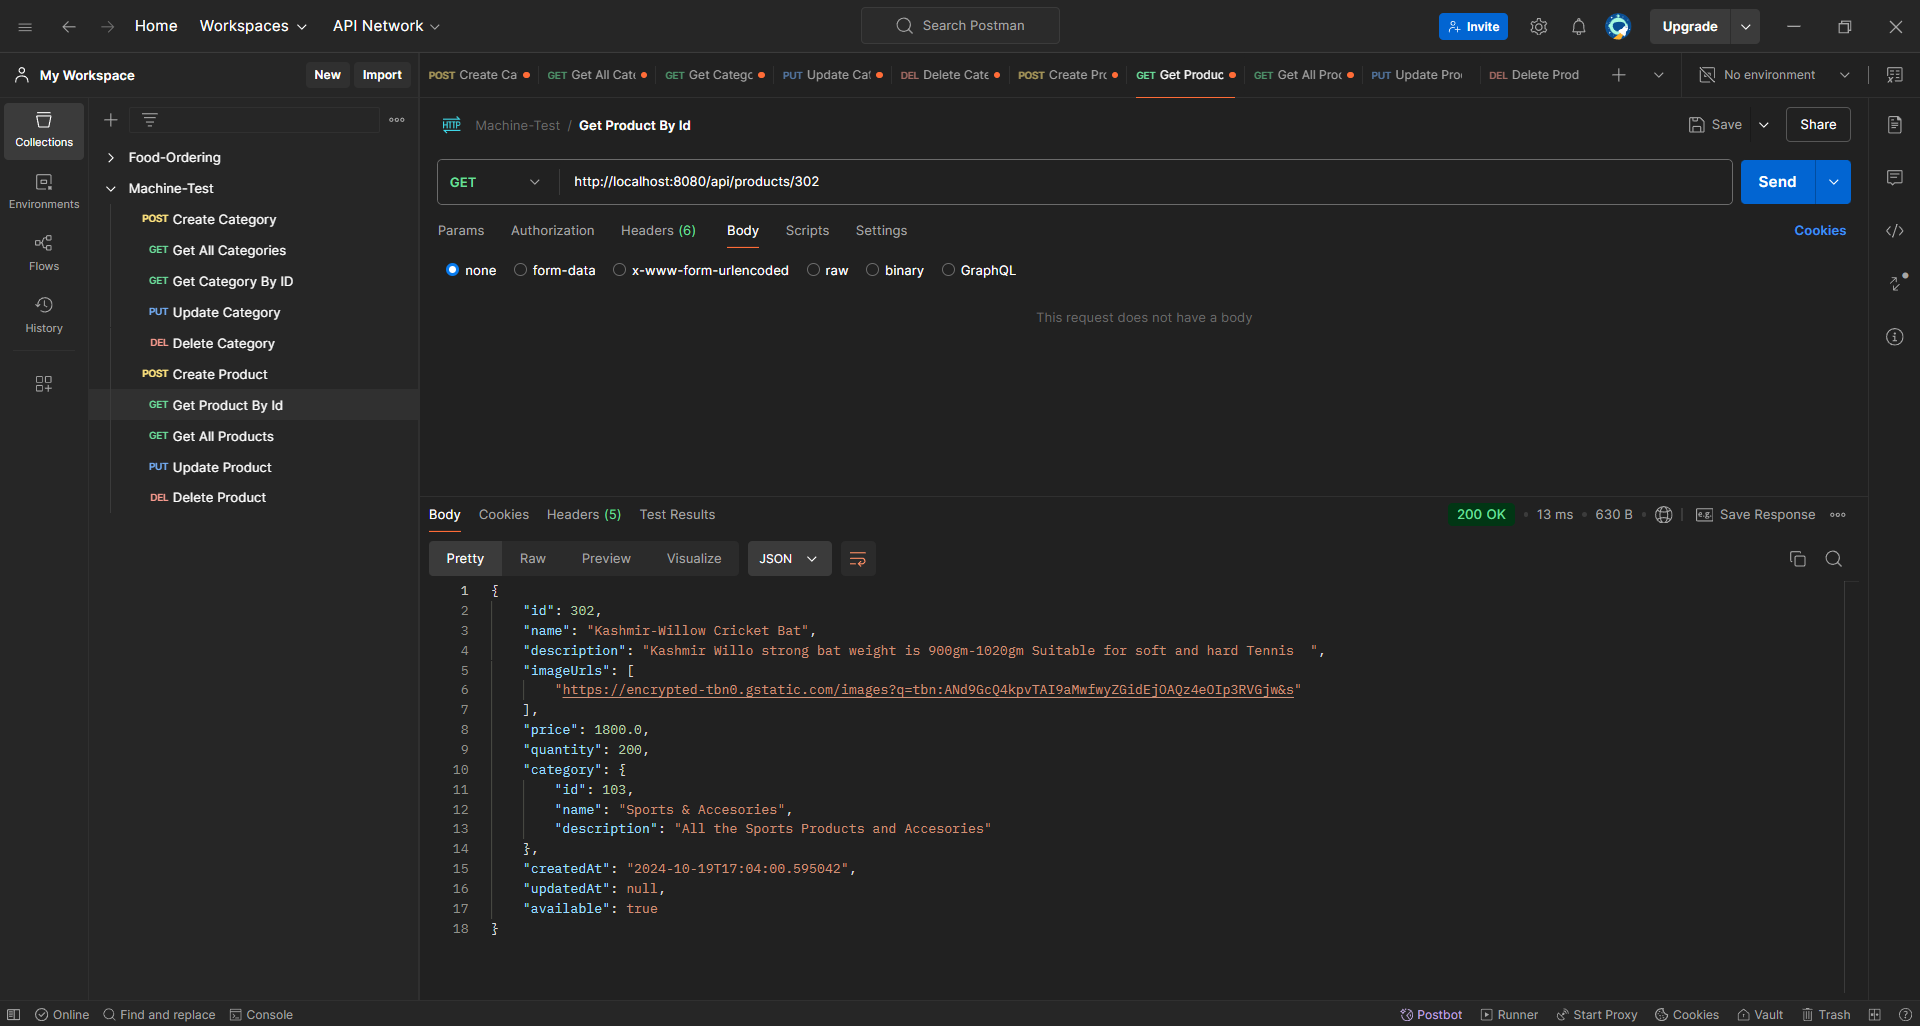 Home Workspaces API Network Search Postman Invite Upgrade
My Workspace New Import
POST Create Ca GET Get All Cate GET Get Catego PUT Update Cat DEL Delete Cate POST Create Pro GET Get Produc GET Get All Prod PUT Update Pro DEL Delete Prod No environment
Collections
Environments
Flows
History
Food-Ordering
Machine-Test
POST Create Category
GET Get All Categories
GET Get Category By ID
PUT Update Category
DEL Delete Category
POST Create Product
GET Get Product By Id
GET Get All Products
PUT Update Product
DEL Delete Product
HTTP Machine-Test / Get Product By Id Save Share
GET http://localhost:8080/api/products/302 Send
Params Authorization Headers (6) Body Scripts Settings Cookies
none form-data x-www-form-urlencoded raw binary GraphQL
This request does not have a body
Body Cookies Headers (5) Test Results 200 OK 13 ms 630 B e.g. Save Response
Pretty Raw Preview Visualize JSON
1 {
2 "id": 302,
3 "name": "Kashmir-Willow Cricket Bat",
4 "description": "Kashmir Willo strong bat weight is 900gm-1020gm Suitable for soft and hard Tennis  ",
5 "imageUrls": [
6 "https://encrypted-tbn0.gstatic.com/images?q=tbn:ANd9GcQ4kpvTAI9aMwfwyZGidEjOAQz4eOIp3RVGjw&s"
7 ],
8 "price": 1800.0,
9 "quantity": 200,
10 "category": {
11 "id": 103,
12 "name": "Sports & Accesories",
13 "description": "All the Sports Products and Accesories"
14 },
15 "createdAt": "2024-10-19T17:04:00.595042",
16 "updatedAt": null,
17 "available": true
18 }
Online Find and replace Console Postbot Runner Start Proxy Cookies Vault Trash